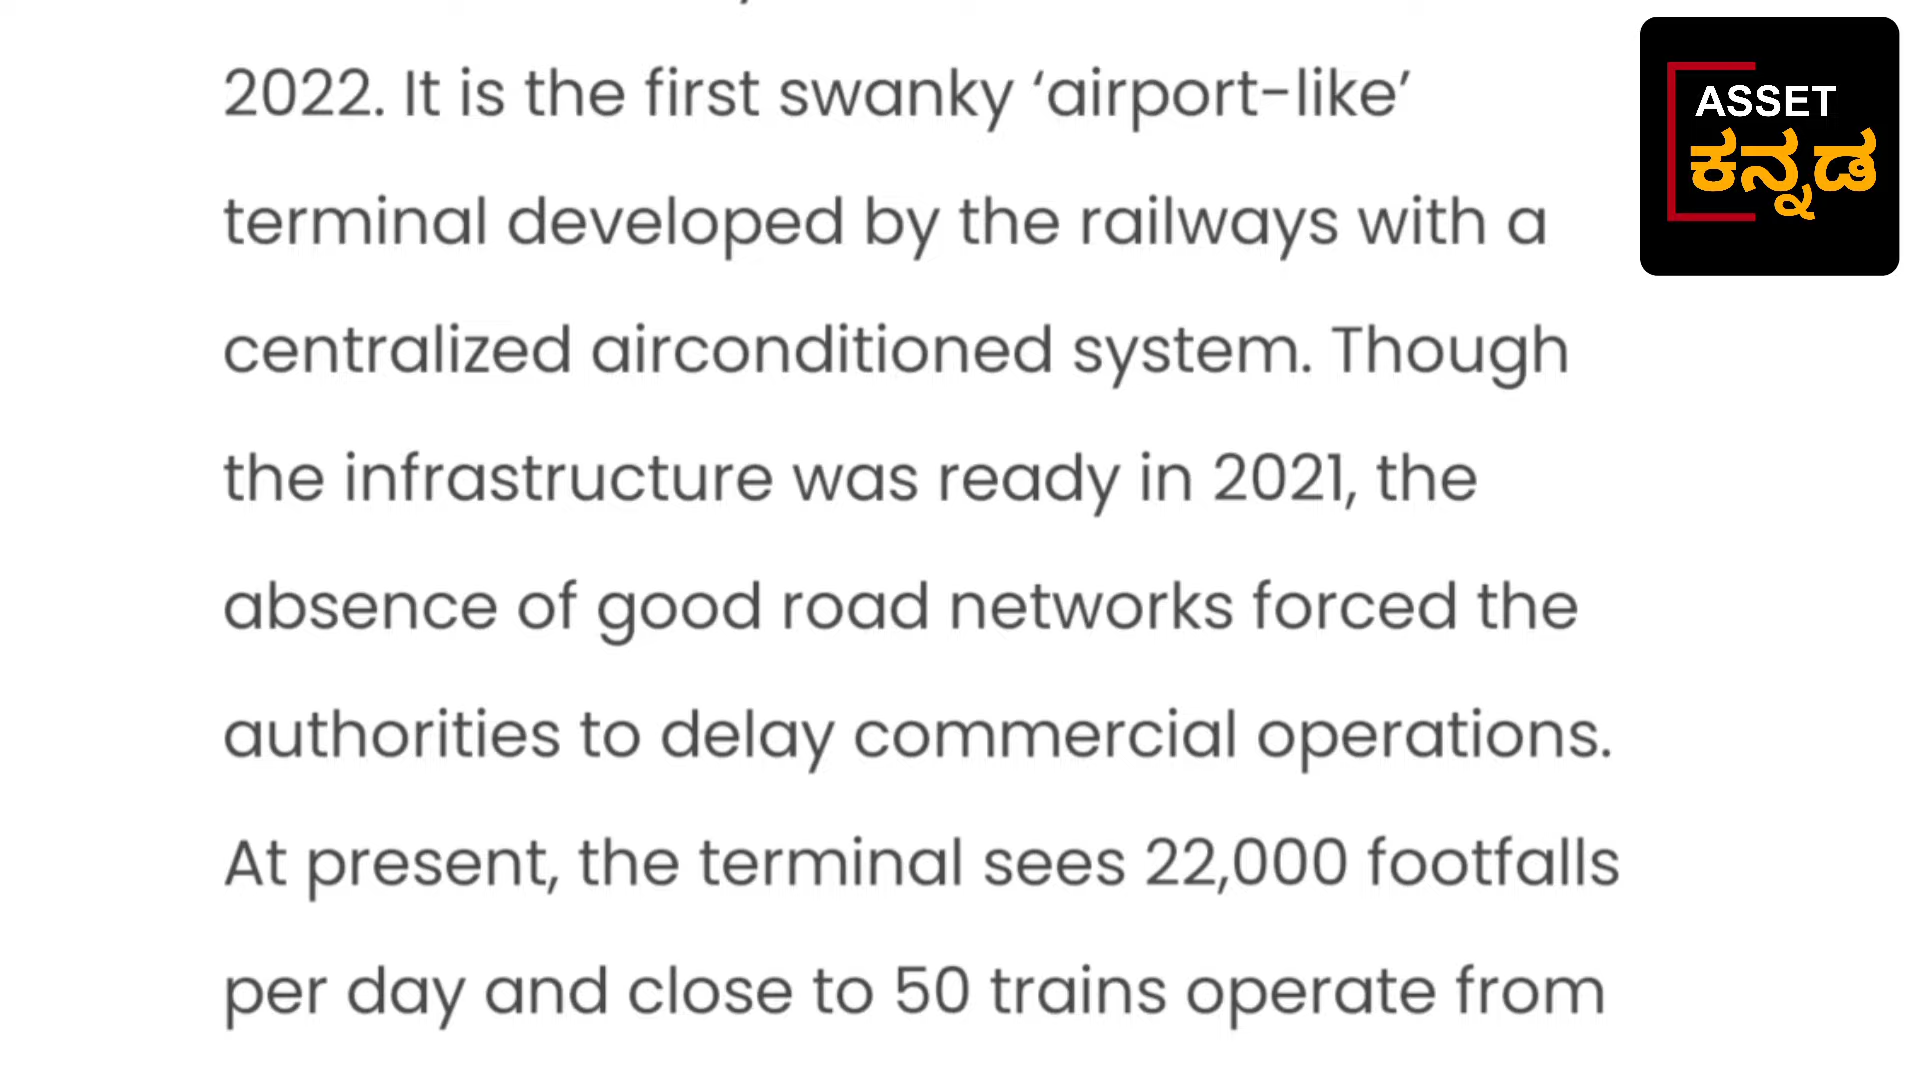 2022. It is the first swanky ‘airport-like’
terminal developed by the railways with a
centralized airconditioned system. Though
the infrastructure was ready in 2021, the
absence of good road networks forced the
authorities to delay commercial operations.
At present, the terminal sees 22,000 footfalls
per day and close to 50 trains operate from
ASSET
ಕನ್ನಡ